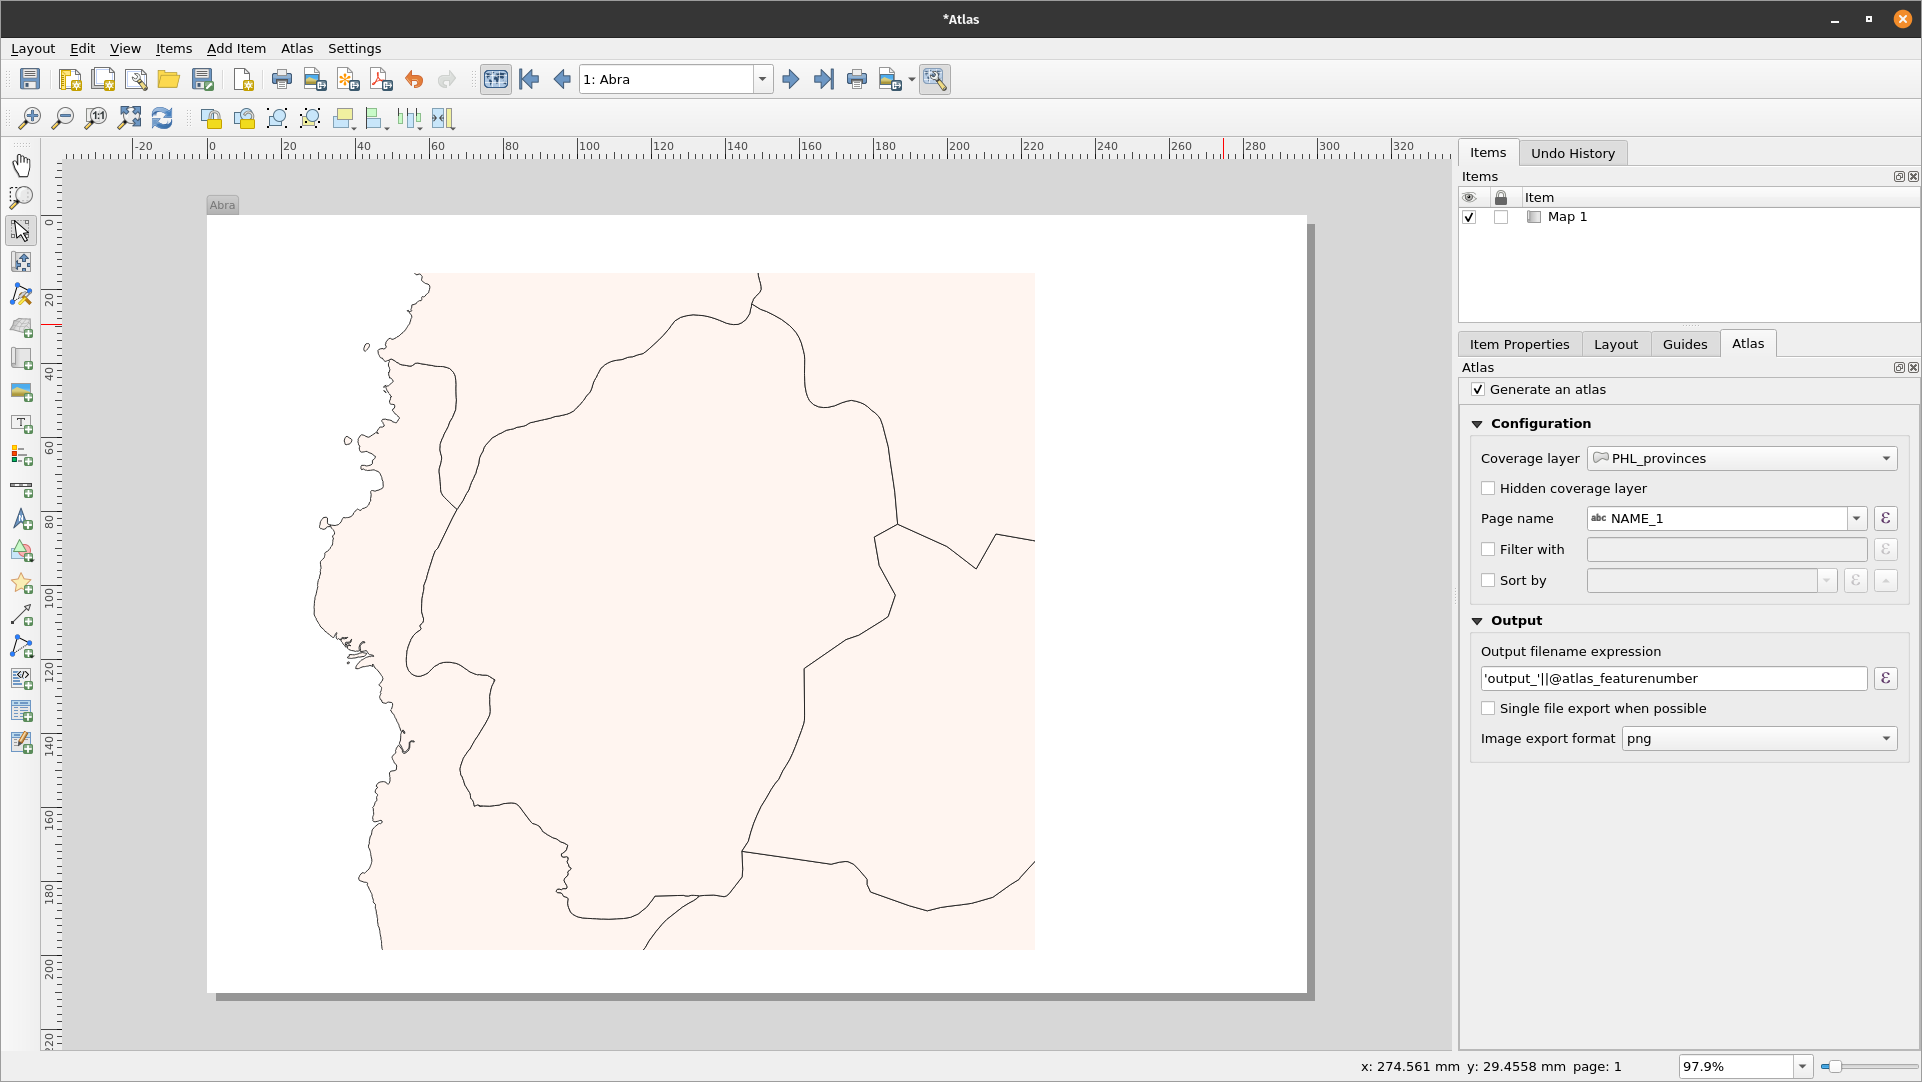 *Atlas
Layout Edit View Items Add Item Atlas Settings
1: Abra
1:1
-20 0 20 40 60 80 100 120 140 160 180 200 220 240 260 280 300 320
0
20
40
60
80
100
120
140
160
180
200
220
Abra
Items Undo History
Items
Item
Map 1
Item Properties Layout Guides Atlas
Atlas
Generate an atlas
Configuration
Coverage layer PHL_provinces
Hidden coverage layer
Page name abc NAME_1 ε
Filter with ε
Sort by ε
Output
Output filename expression
'output_'||@atlas_featurenumber ε
Single file export when possible
Image export format png
x: 274.561 mm y: 29.4558 mm page: 1 97.9%